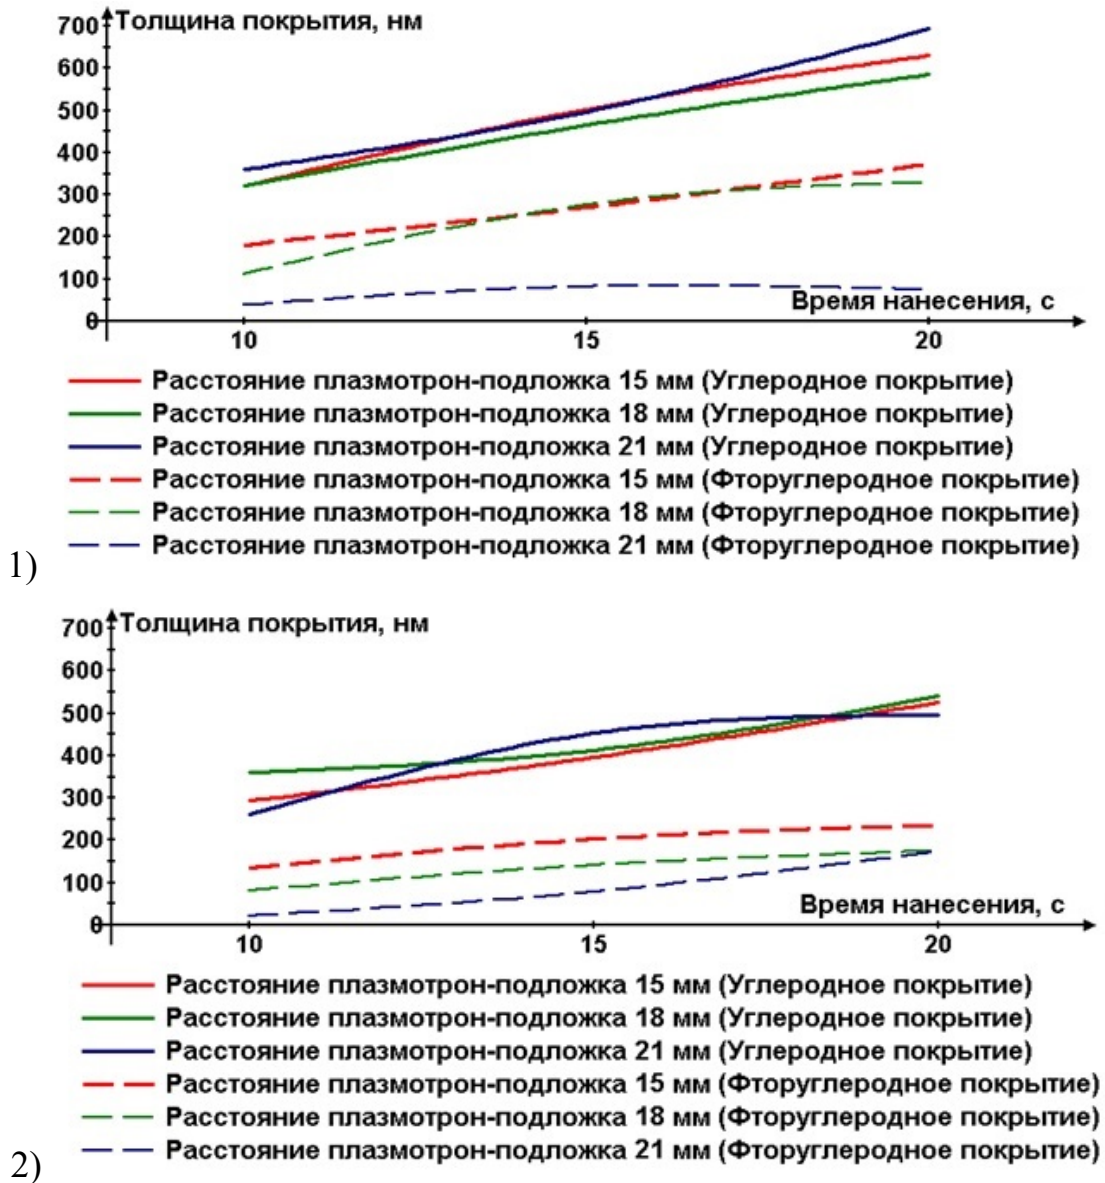 700 Толщина покрытия, нм
600
500
400
300
200
100
Время нанесения, с
0
10 15 20
Расстояние плазмотрон-подложка 15 мм (Углеродное покрытие)
Расстояние плазмотрон-подложка 18 мм (Углеродное покрытие)
Расстояние плазмотрон-подложка 21 мм (Углеродное покрытие)
Расстояние плазмотрон-подложка 15 мм (Фторуглеродное покрытие)
Расстояние плазмотрон-подложка 18 мм (Фторуглеродное покрытие)
Расстояние плазмотрон-подложка 21 мм (Фторуглеродное покрытие)
1)
700 Толщина покрытия, нм
600
500
400
300
200
100
Время нанесения, с
0
10 15 20
Расстояние плазмотрон-подложка 15 мм (Углеродное покрытие)
Расстояние плазмотрон-подложка 18 мм (Углеродное покрытие)
Расстояние плазмотрон-подложка 21 мм (Углеродное покрытие)
Расстояние плазмотрон-подложка 15 мм (Фторуглеродное покрытие)
Расстояние плазмотрон-подложка 18 мм (Фторуглеродное покрытие)
Расстояние плазмотрон-подложка 21 мм (Фторуглеродное покрытие)
2)